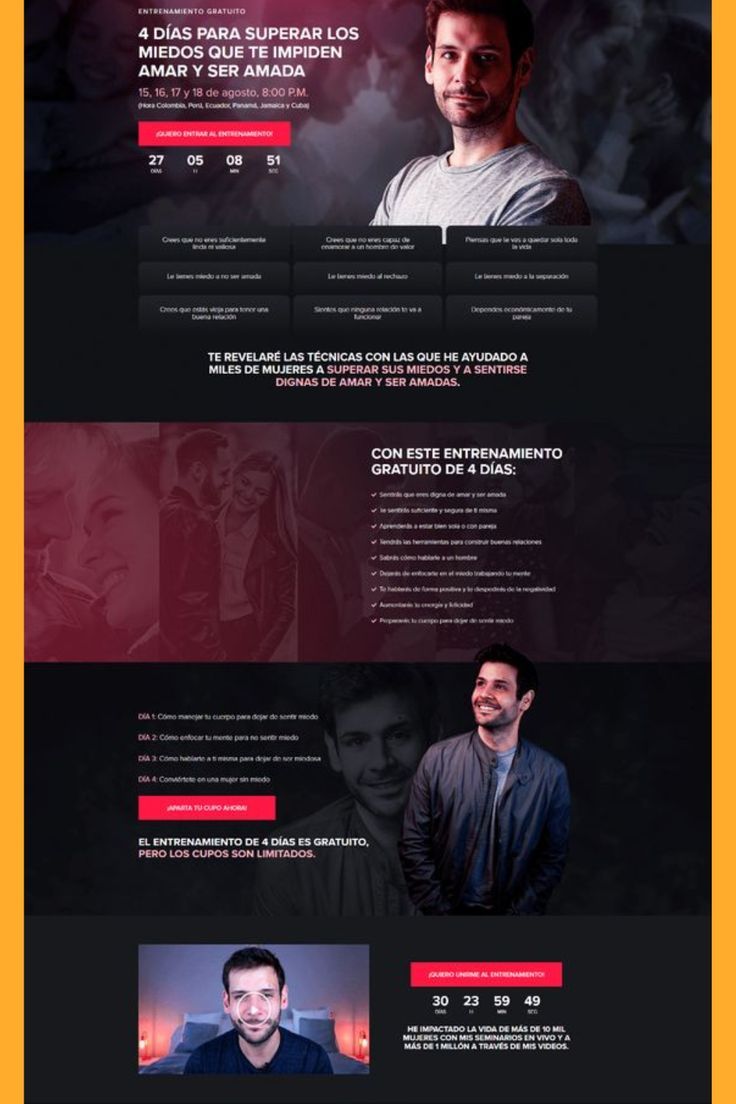 ENTRENAMIENTO GRATUITO
4 DÍAS PARA SUPERAR LOS
MIEDOS QUE TE IMPIDEN
AMAR Y SER AMADA
15, 16, 17 y 18 de agosto, 8:00 P.M.
(Hora Colombia, Perú, Ecuador, Panamá, Jamaica y Cuba)
¡QUIERO ENTRAR AL ENTRENAMIENTO!
27 05 08 51
DÍAS H MIN SEG
Crees que no eres suficientemente
linda ni valiosa
Crees que no eres capaz de
enamorar a un hombre de valor
Piensas que te vas a quedar sola toda
la vida
Le tienes miedo a no ser amada
Le tienes miedo al rechazo
Le tienes miedo a la separación
Crees que estás vieja para tener una
buena relación
Sientes que ninguna relación te va a
funcionar
Dependes económicamente de tu
pareja
TE REVELARÉ LAS TÉCNICAS CON LAS QUE HE AYUDADO A
MILES DE MUJERES A SUPERAR SUS MIEDOS Y A SENTIRSE
DIGNAS DE AMAR Y SER AMADAS.
CON ESTE ENTRENAMIENTO
GRATUITO DE 4 DÍAS:
Sentirás que eres digna de amar y ser amada
Te sentirás suficiente y segura de ti misma
Aprenderás a estar bien sola o con pareja
Tendrás las herramientas para construir buenas relaciones
Sabrás cómo hablarle a un hombre
Dejarás de enfocarte en el miedo trabajando tu mente
Te hablarás de forma positiva y te despedirás de la negatividad
Aumentarás tu energía y felicidad
Prepararás tu cuerpo para dejar de sentir miedo
DÍA 1: Cómo manejar tu cuerpo para dejar de sentir miedo
DÍA 2: Cómo enfocar tu mente para no sentir miedo
DÍA 3: Cómo hablarte a ti misma para dejar de ser miedosa
DÍA 4: Conviértete en una mujer sin miedo
¡APARTA TU CUPO AHORA!
EL ENTRENAMIENTO DE 4 DÍAS ES GRATUITO,
PERO LOS CUPOS SON LIMITADOS.
¡QUIERO UNIRME AL ENTRENAMIENTO!
30 23 59 49
DÍAS H MIN SEG
HE IMPACTADO LA VIDA DE MÁS DE 10 MIL
MUJERES CON MIS SEMINARIOS EN VIVO Y A
MÁS DE 1 MILLÓN A TRAVÉS DE MIS VIDEOS.